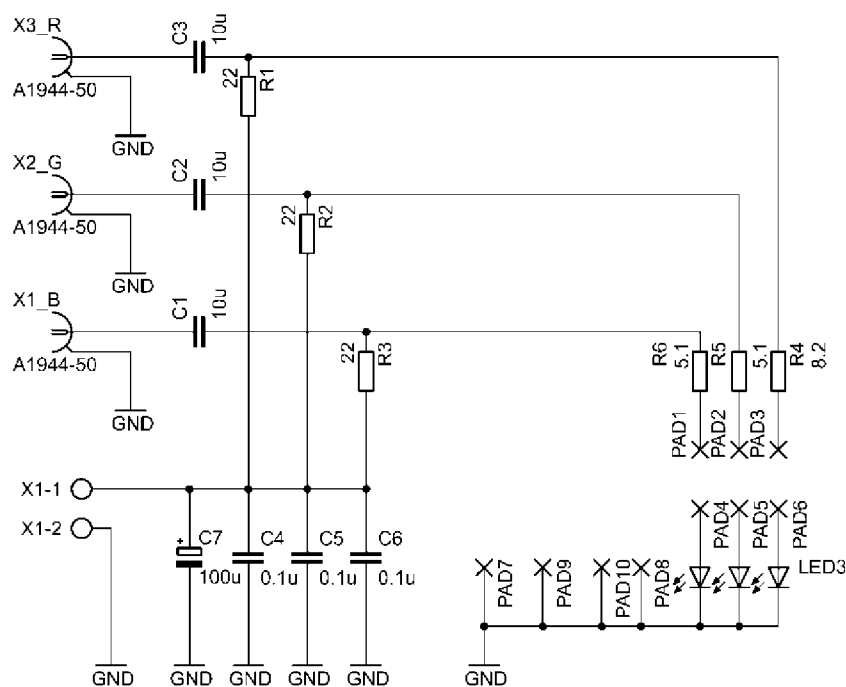 X3_R
C3
10u
22
R1
A1944-50
GND
X2_G
C2
10u
22
R2
A1944-50
GND
X1_B
C1
10u
22
R3
A1944-50
GND
R6
5.1
R5
5.1
R4
8.2
PAD1
PAD2
PAD3
X1-1
X1-2
+
C7
100u
C4
0.1u
C5
0.1u
C6
0.1u
PAD4
PAD5
PAD6
LED3
PAD7
PAD9
PAD10
PAD8
GND
GND
GND
GND
GND
GND